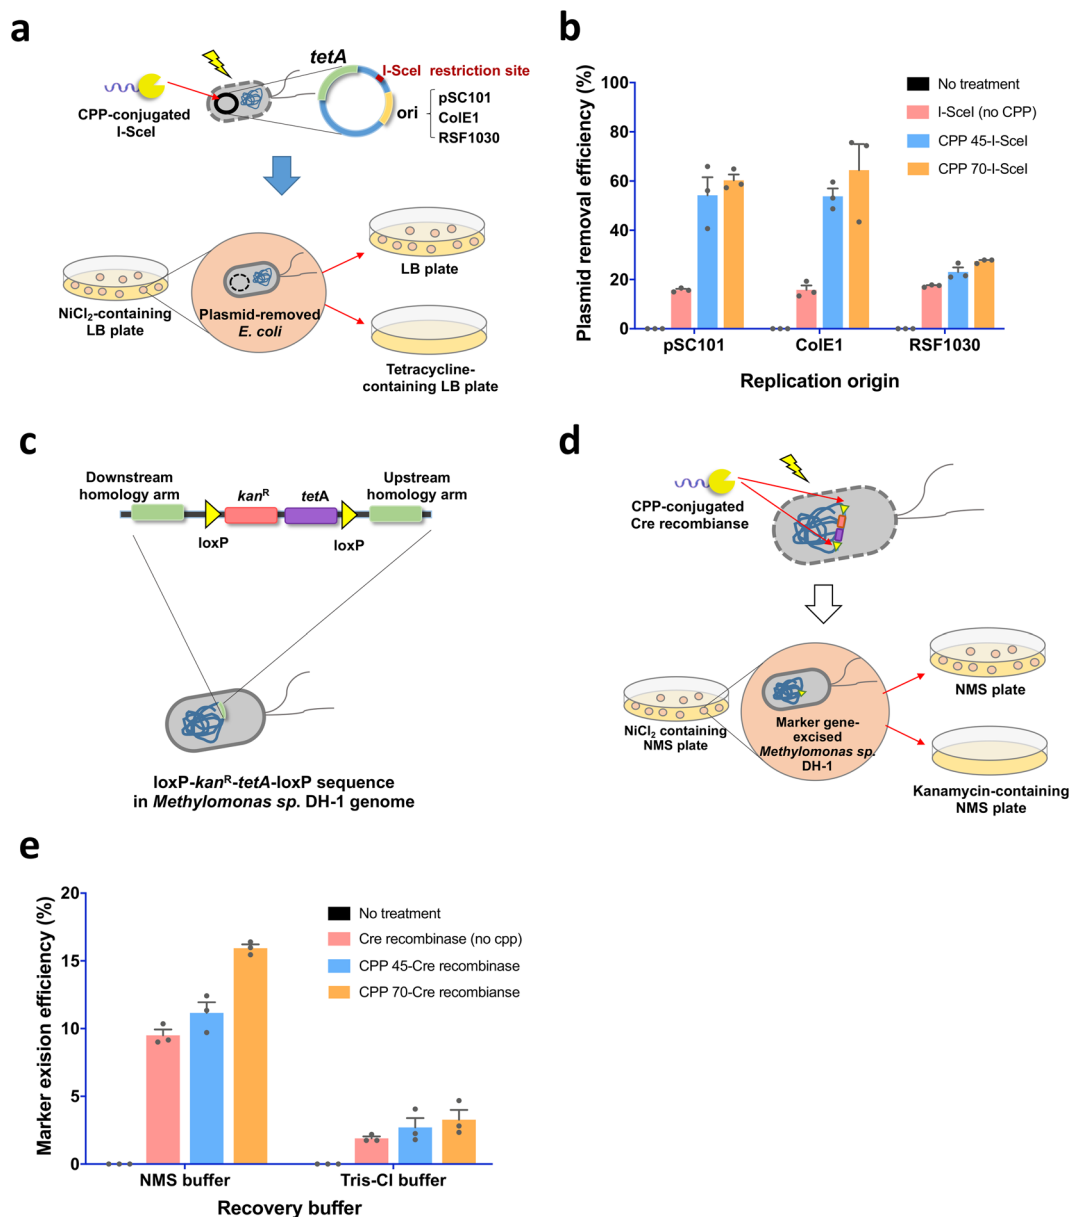 a
tetA
I-SceI restriction site
CPP-conjugated
I-SceI
ori
pSC101
ColE1
RSF1030
LB plate
NiCl2-containing
LB plate
Plasmid-removed
E. coli
Tetracycline-
containing LB plate
b
Plasmid removal efficiency (%)
100
80
60
40
20
0
No treatment
I-SceI (no CPP)
CPP 45-I-SceI
CPP 70-I-SceI
pSC101
ColE1
RSF1030
Replication origin
c
Downstream
homology arm
kanR
tetA
Upstream
homology arm
loxP
loxP
loxP-kanR-tetA-loxP sequence
in Methylomonas sp. DH-1 genome
d
CPP-conjugated
Cre recombianse
NiCl2 containing
NMS plate
Marker gene-
excised
Methylomonas sp.
DH-1
NMS plate
Kanamycin-containing
NMS plate
e
Marker exision efficiency (%)
20
15
10
5
0
No treatment
Cre recombinase (no cpp)
CPP 45-Cre recombinase
CPP 70-Cre recombianse
NMS buffer
Tris-Cl buffer
Recovery buffer